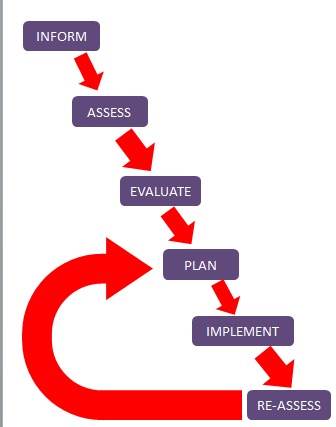 INFORM
ASSESS
EVALUATE
PLAN
IMPLEMENT
RE-ASSESS